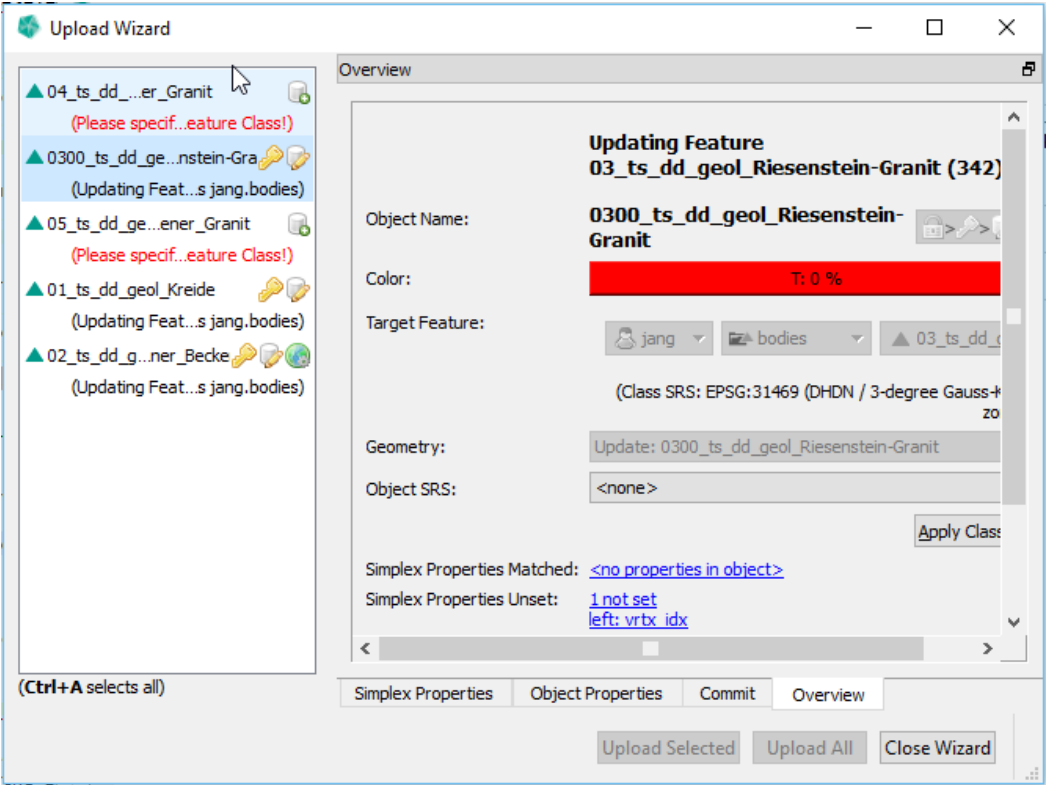 Upload Wizard
04_ts_dd_...er_Granit
(Please specif...eature Class!)
0300_ts_dd_ge...nstein-Gra
(Updating Feat...s jang.bodies)
05_ts_dd_ge...ener_Granit
(Please specif...eature Class!)
01_ts_dd_geol_Kreide
(Updating Feat...s jang.bodies)
02_ts_dd_g...ner_Becke
(Updating Feat...s jang.bodies)
(Ctrl+A selects all)
Overview
Updating Feature
03_ts_dd_geol_Riesenstein-Granit (342)
Object Name:
0300_ts_dd_geol_Riesenstein-
Granit
> >
Color:
T: 0 %
Target Feature:
jang
bodies
03_ts_dd_g
(Class SRS: EPSG:31469 (DHDN / 3-degree Gauss-K
zo
Geometry:
Update: 0300_ts_dd_geol_Riesenstein-Granit
Object SRS:
<none>
Apply Class
Simplex Properties Matched:
<no properties in object>
Simplex Properties Unset:
1 not set
left: vrtx_idx
Simplex Properties
Object Properties
Commit
Overview
Upload Selected
Upload All
Close Wizard